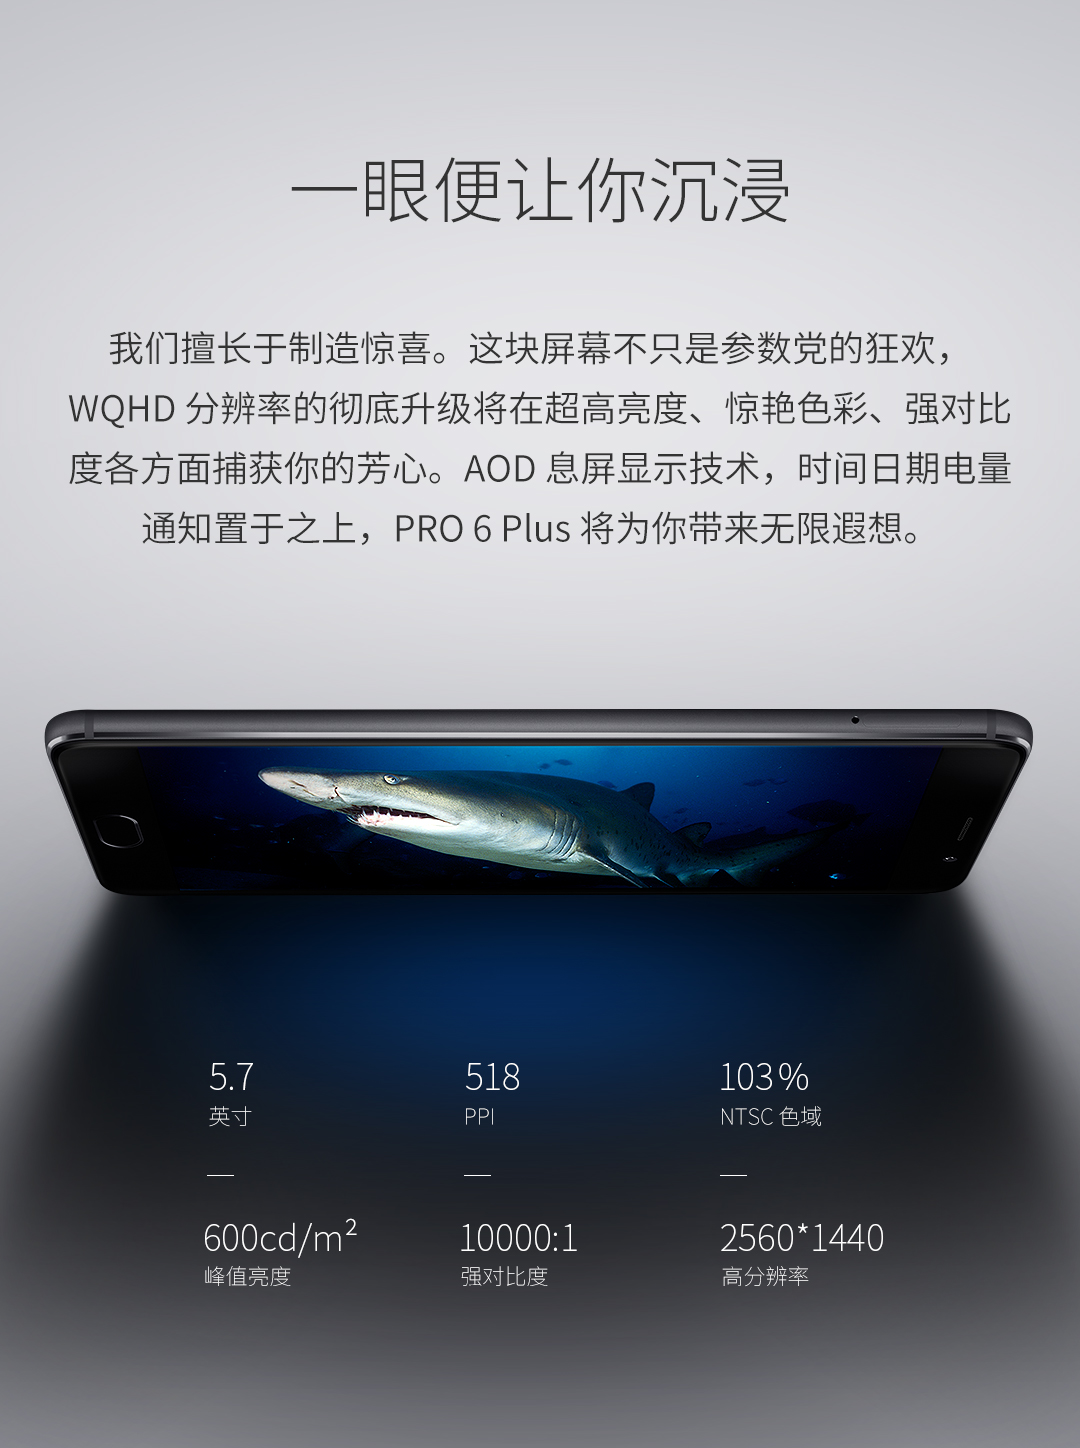 一眼便让你沉浸
我们擅长于制造惊喜。这块屏幕不只是参数党的狂欢，
WQHD 分辨率的彻底升级将在超高亮度、惊艳色彩、强对比
度各方面捕获你的芳心。AOD 息屏显示技术，时间日期电量
通知置于之上，PRO 6 Plus 将为你带来无限遐想。
5.7
英寸
518
PPI
103%
NTSC 色域
600cd/m²
峰值亮度
10000:1
强对比度
2560*1440
高分辨率